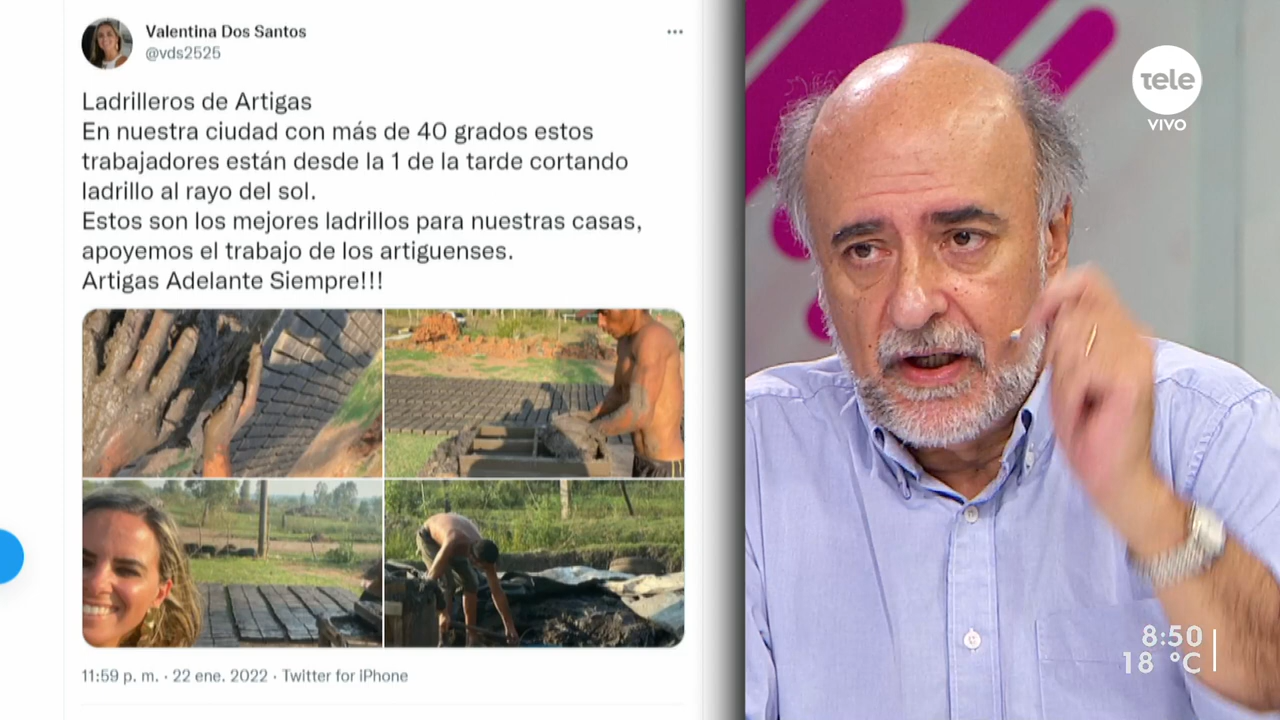 Valentina Dos Santos
@vds2525
Ladrilleros de Artigas
En nuestra ciudad con más de 40 grados estos
trabajadores están desde la 1 de la tarde cortando
ladrillo al rayo del sol.
Estos son los mejores ladrillos para nuestras casas,
apoyemos el trabajo de los artiguenses.
Artigas Adelante Siempre!!!
11:59 p. m. · 22 ene. 2022 · Twitter for iPhone
tele
VIVO
8:50
18 °C